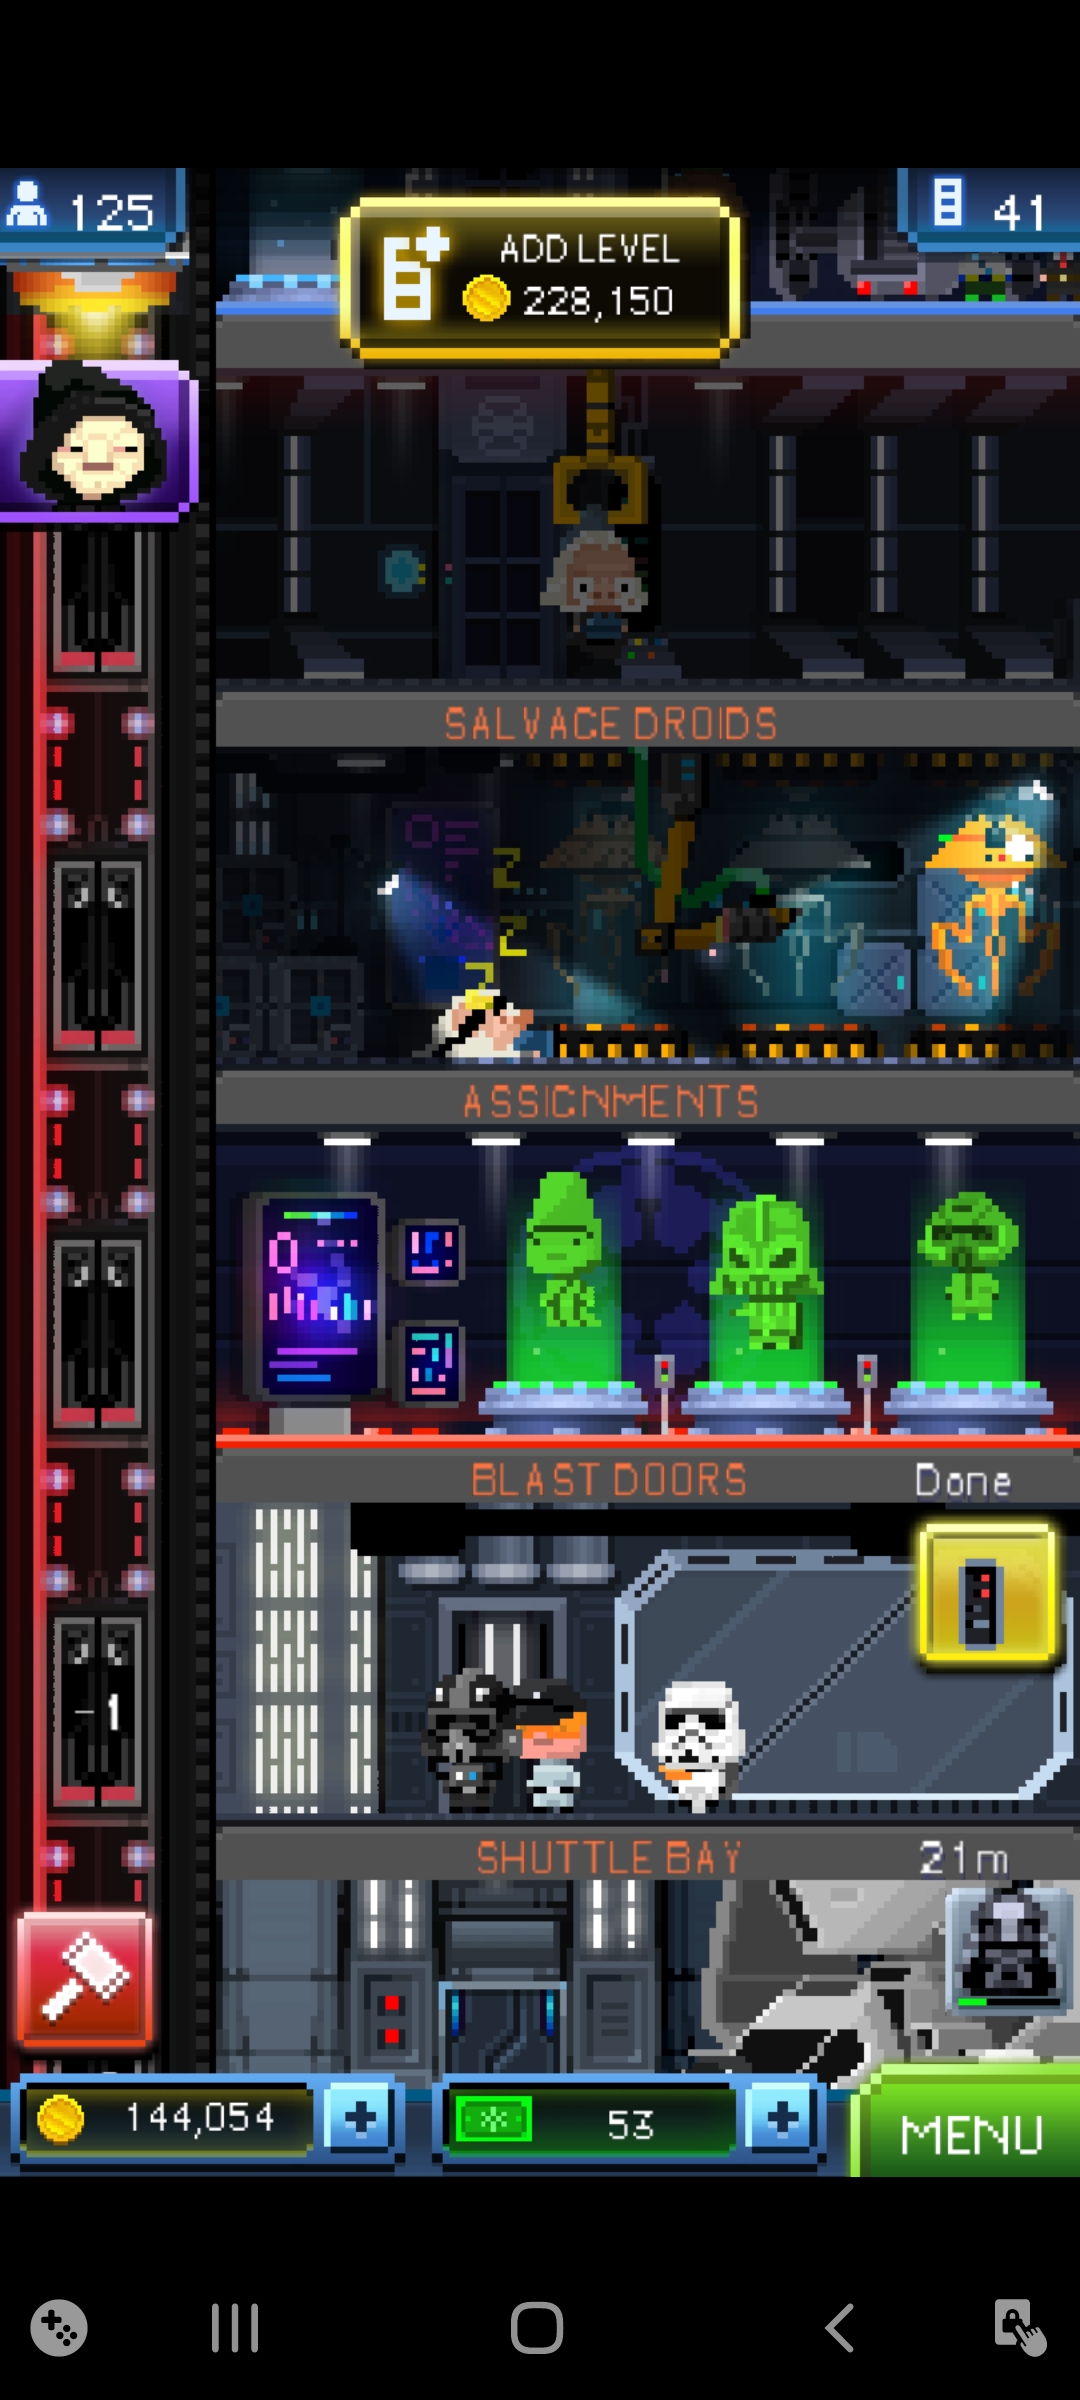 125
41
ADD LEVEL
228,150
SALVAGE DROIDS
Z
Z
Z
ASSIGNMENTS
BLAST DOORS Done
-1
SHUTTLE BAY 21m
144,054
53
MENU